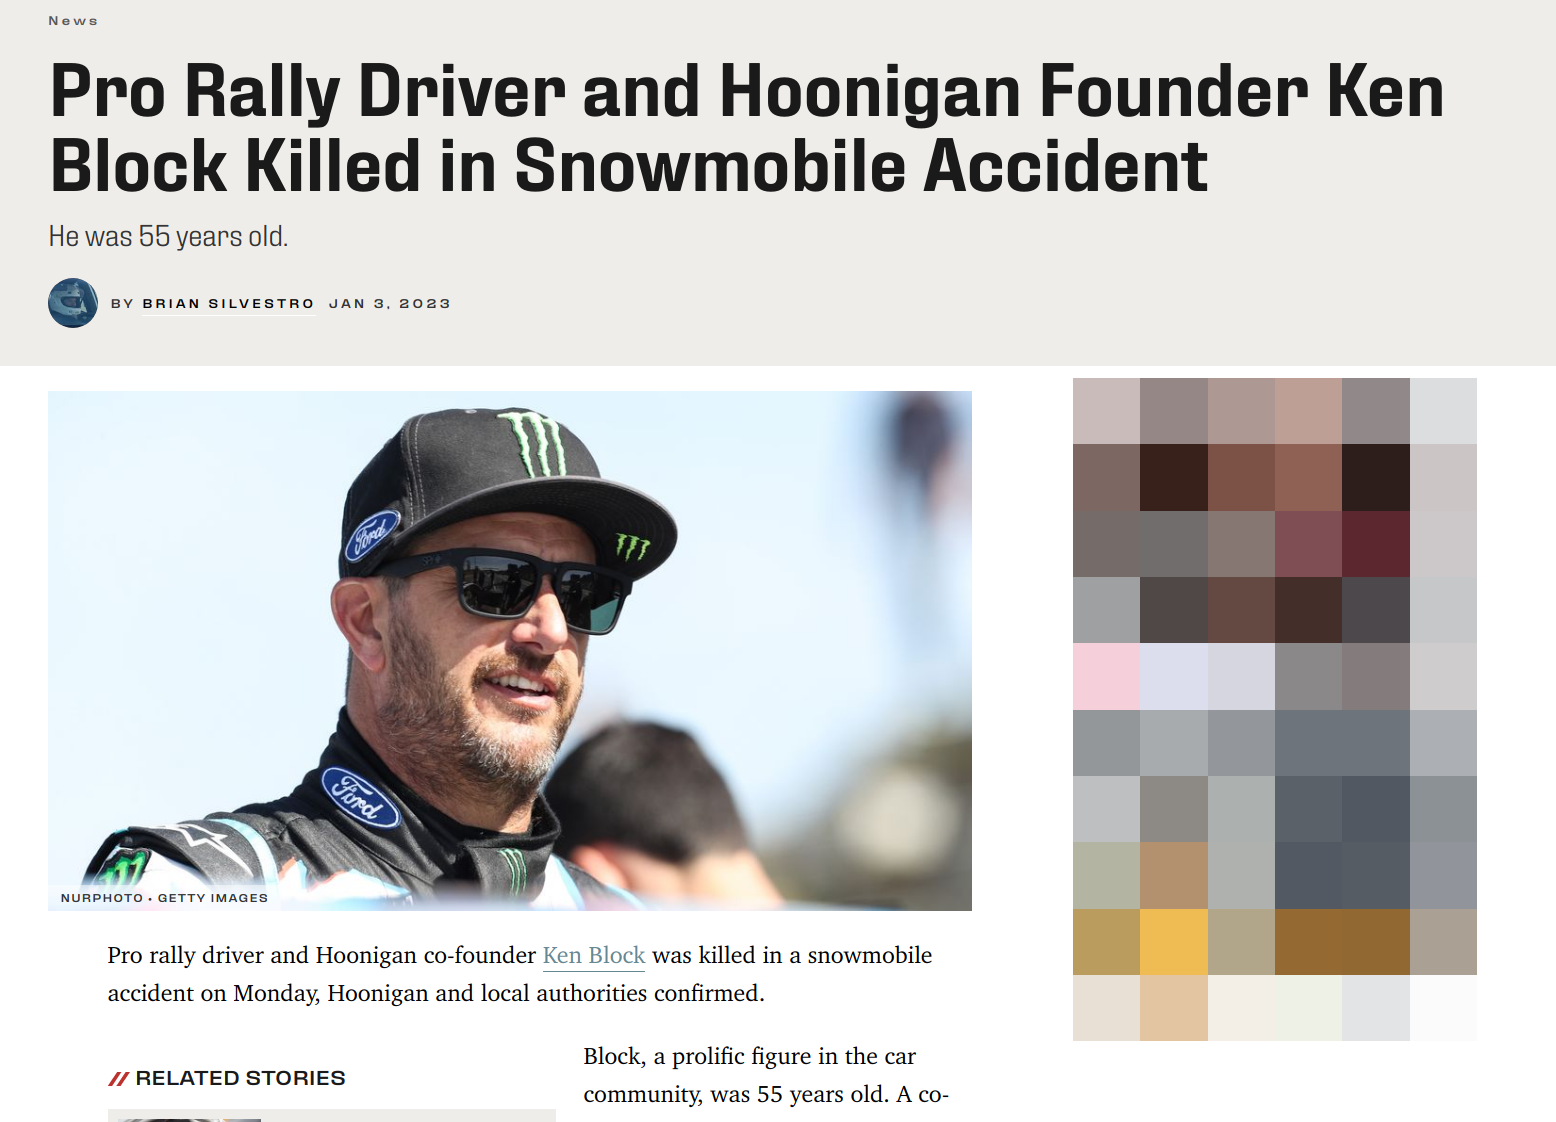 News
Pro Rally Driver and Hoonigan Founder Ken
Block Killed in Snowmobile Accident
He was 55 years old.
BY BRIAN SILVESTRO JAN 3, 2023
Ford
Ford
NURPHOTO • GETTY IMAGES
Pro rally driver and Hoonigan co-founder Ken Block was killed in a snowmobile
accident on Monday, Hoonigan and local authorities confirmed.
// RELATED STORIES
Block, a prolific figure in the car
community, was 55 years old. A co-